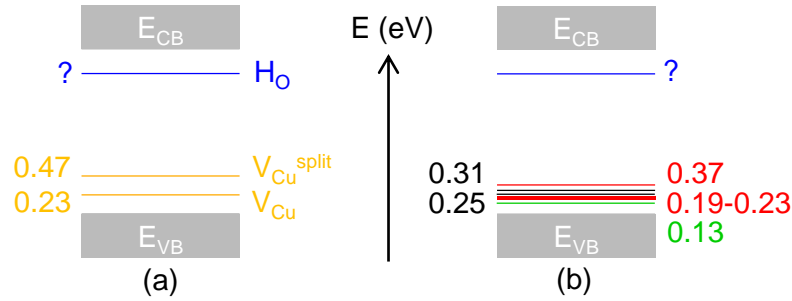 E_CB
? H_O
0.47 V_Cu^split
0.23 V_Cu
E_VB
(a)
E (eV)
E_CB
?
0.31 0.37
0.25 0.19-0.23
E_VB 0.13
(b)